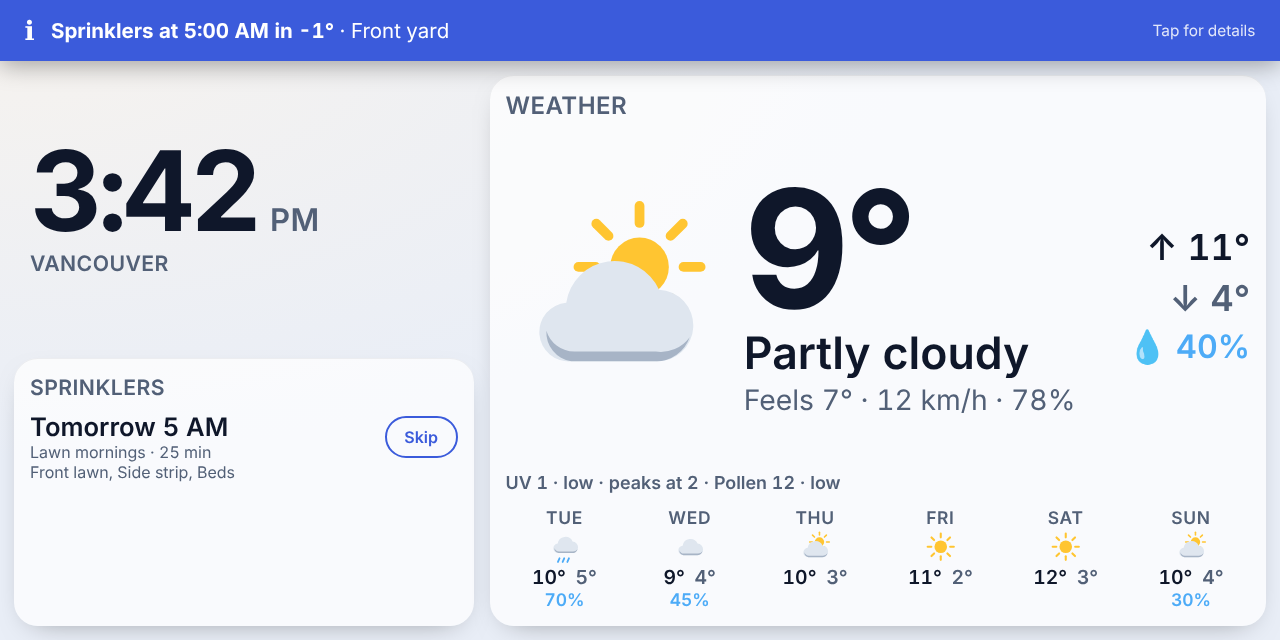 Sprinklers at 5:00 AM in -1° · Front yard
Tap for details
3:42 PM
VANCOUVER
SPRINKLERS
Tomorrow 5 AM
Lawn mornings · 25 min
Front lawn, Side strip, Beds
Skip
WEATHER
9°
Partly cloudy
Feels 7° · 12 km/h · 78%
↑ 11°
↓ 4°
40%
UV 1 · low · peaks at 2 · Pollen 12 · low
TUE WED THU FRI SAT SUN
10° 5° 9° 4° 10° 3° 11° 2° 12° 3° 10° 4°
70% 45% 30%